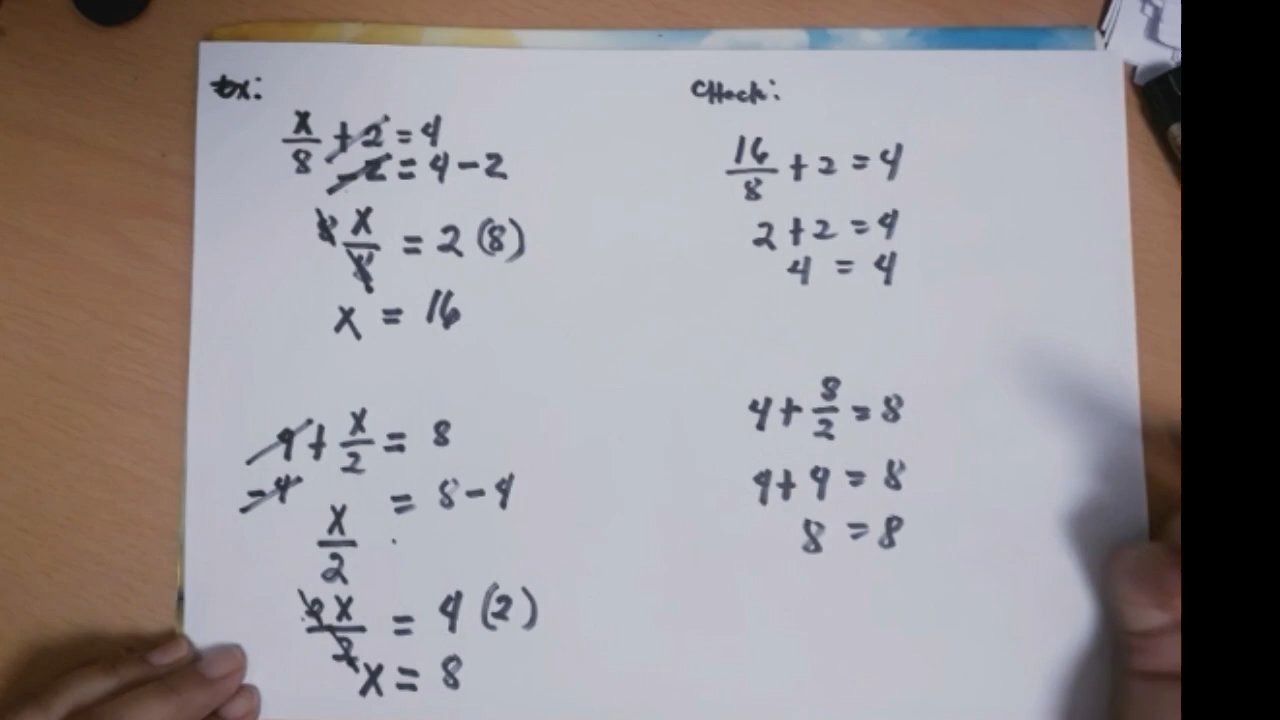 Ex:
x/8 + 2 = 4
-2 = 4 - 2
8 x/8 = 2 (8)
x = 16
4 + x/2 = 8
-4 = 8 - 4
x/2
2x/2 = 4 (2)
x = 8
CHeck:
16/8 + 2 = 4
2 + 2 = 4
4 = 4
4 + 8/2 = 8
4 + 4 = 8
8 = 8